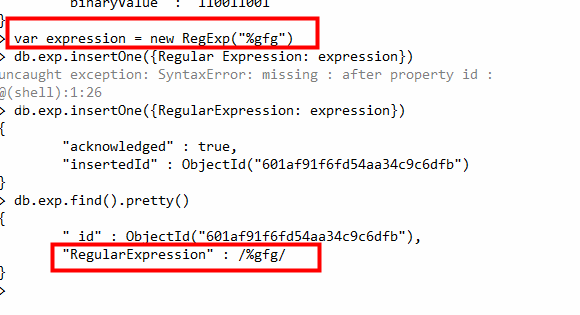 binaryValue : 110011001
}
> var expression = new RegExp("%gfg")
> db.exp.insertOne({Regular Expression: expression})
uncaught exception: SyntaxError: missing : after property id :
@(shell):1:26
> db.exp.insertOne({RegularExpression: expression})
{
"acknowledged" : true,
"insertedId" : ObjectId("601af91f6fd54aa34c9c6dfb")
}
> db.exp.find().pretty()
{
"_id" : ObjectId("601af91f6fd54aa34c9c6dfb"),
"RegularExpression" : /%gfg/
}
>